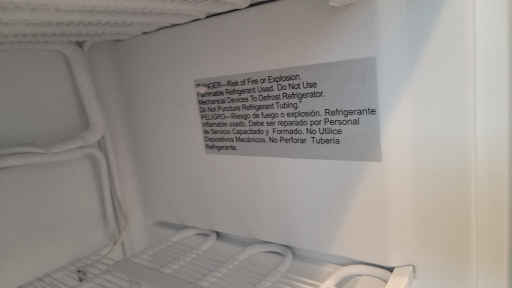 DANGER—Risk of Fire or Explosion.
Flammable Refrigerant Used. Do Not Use
Mechanical Devices To Defrost Refrigerator.
Do Not Puncture Refrigerant Tubing.
PELIGRO—Riesgo de fuego o explosión. Refrigerante
inflamable usado. Debe ser reparado por Personal
de Servicio Capacitado y Formado. No Utilice
Dispositivos Mecánicos. No Perforar Tubería
Refrigerante.